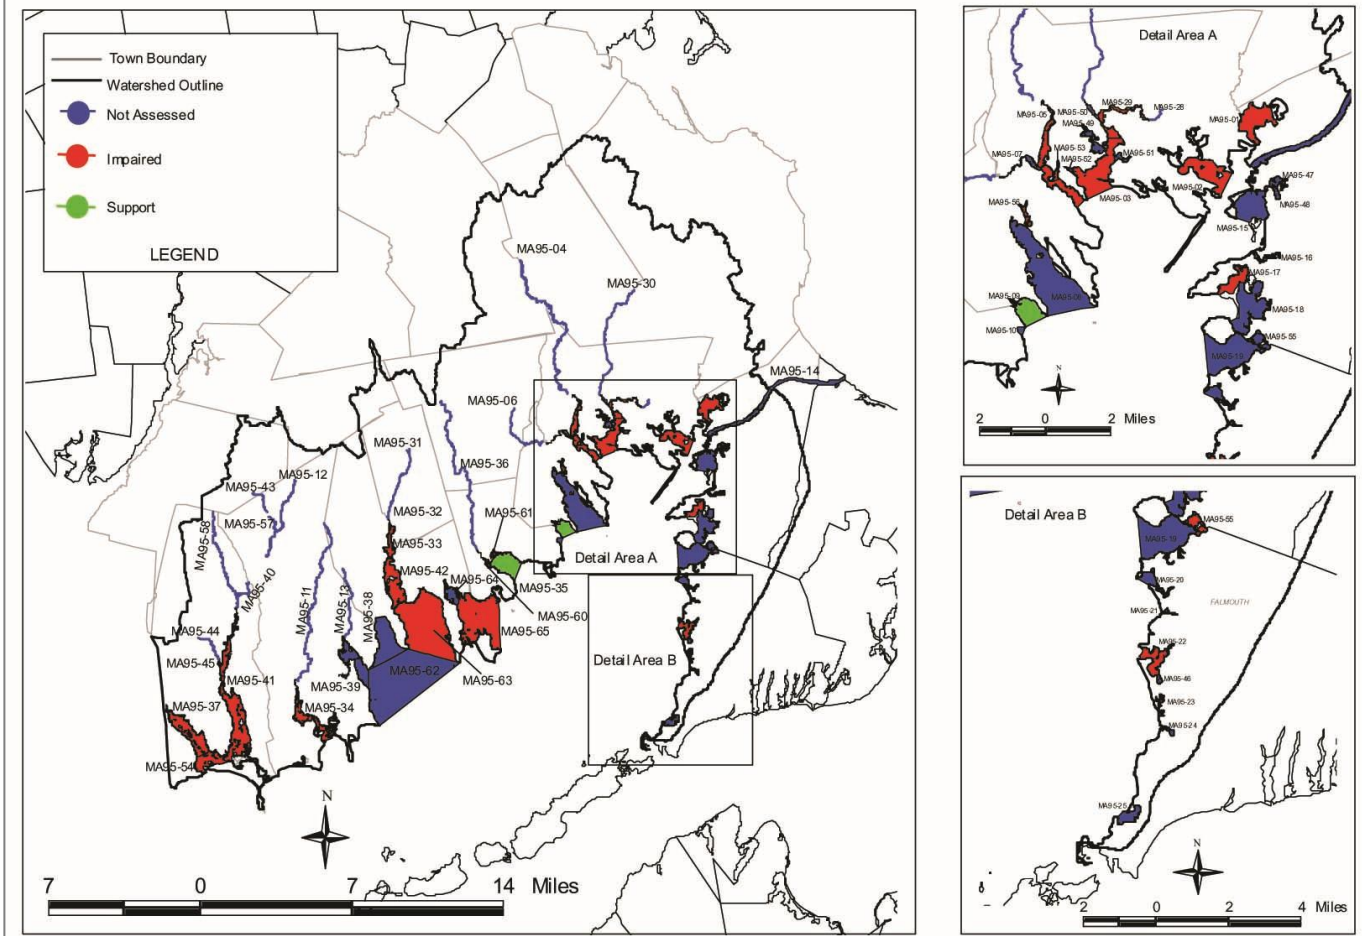 Town Boundary
Watershed Outline
Not Assessed
Impaired
Support
LEGEND
MA95-04
MA95-30
MA95-14
MA95-06
MA95-31
MA95-36
MA95-12
MA95-43
MA95-61
MA95-32
MA95-57
MA95-58
MA95-33
Detail Area A
MA95-42
MA95-64
MA95-35
MA95-40
MA95-11
MA95-13
MA95-38
MA95-60
MA95-44
MA95-65
MA95-45
Detail Area B
MA95-62
MA95-63
MA95-41
MA95-39
MA95-37
MA95-34
MA95-54
N
7 0 7 14 Miles
Detail Area A
MA95-29
MA95-28
MA95-50
MA95-05
MA95-01
MA95-49
MA95-53
MA95-51
MA95-07
MA95-52
MA95-47
MA95-02
MA95-03
MA95-56
MA95-48
MA95-15
MA95-16
MA95-17
MA95-09
MA95-08
MA95-18
MA95-10
MA95-55
MA95-19
N
2 0 2 Miles
Detail Area B
MA95-55
MA95-19
MA95-20
FALMOUTH
MA95-21
MA95-22
MA95-46
MA95-23
MA95-24
MA95-25
N
2 0 2 4 Miles